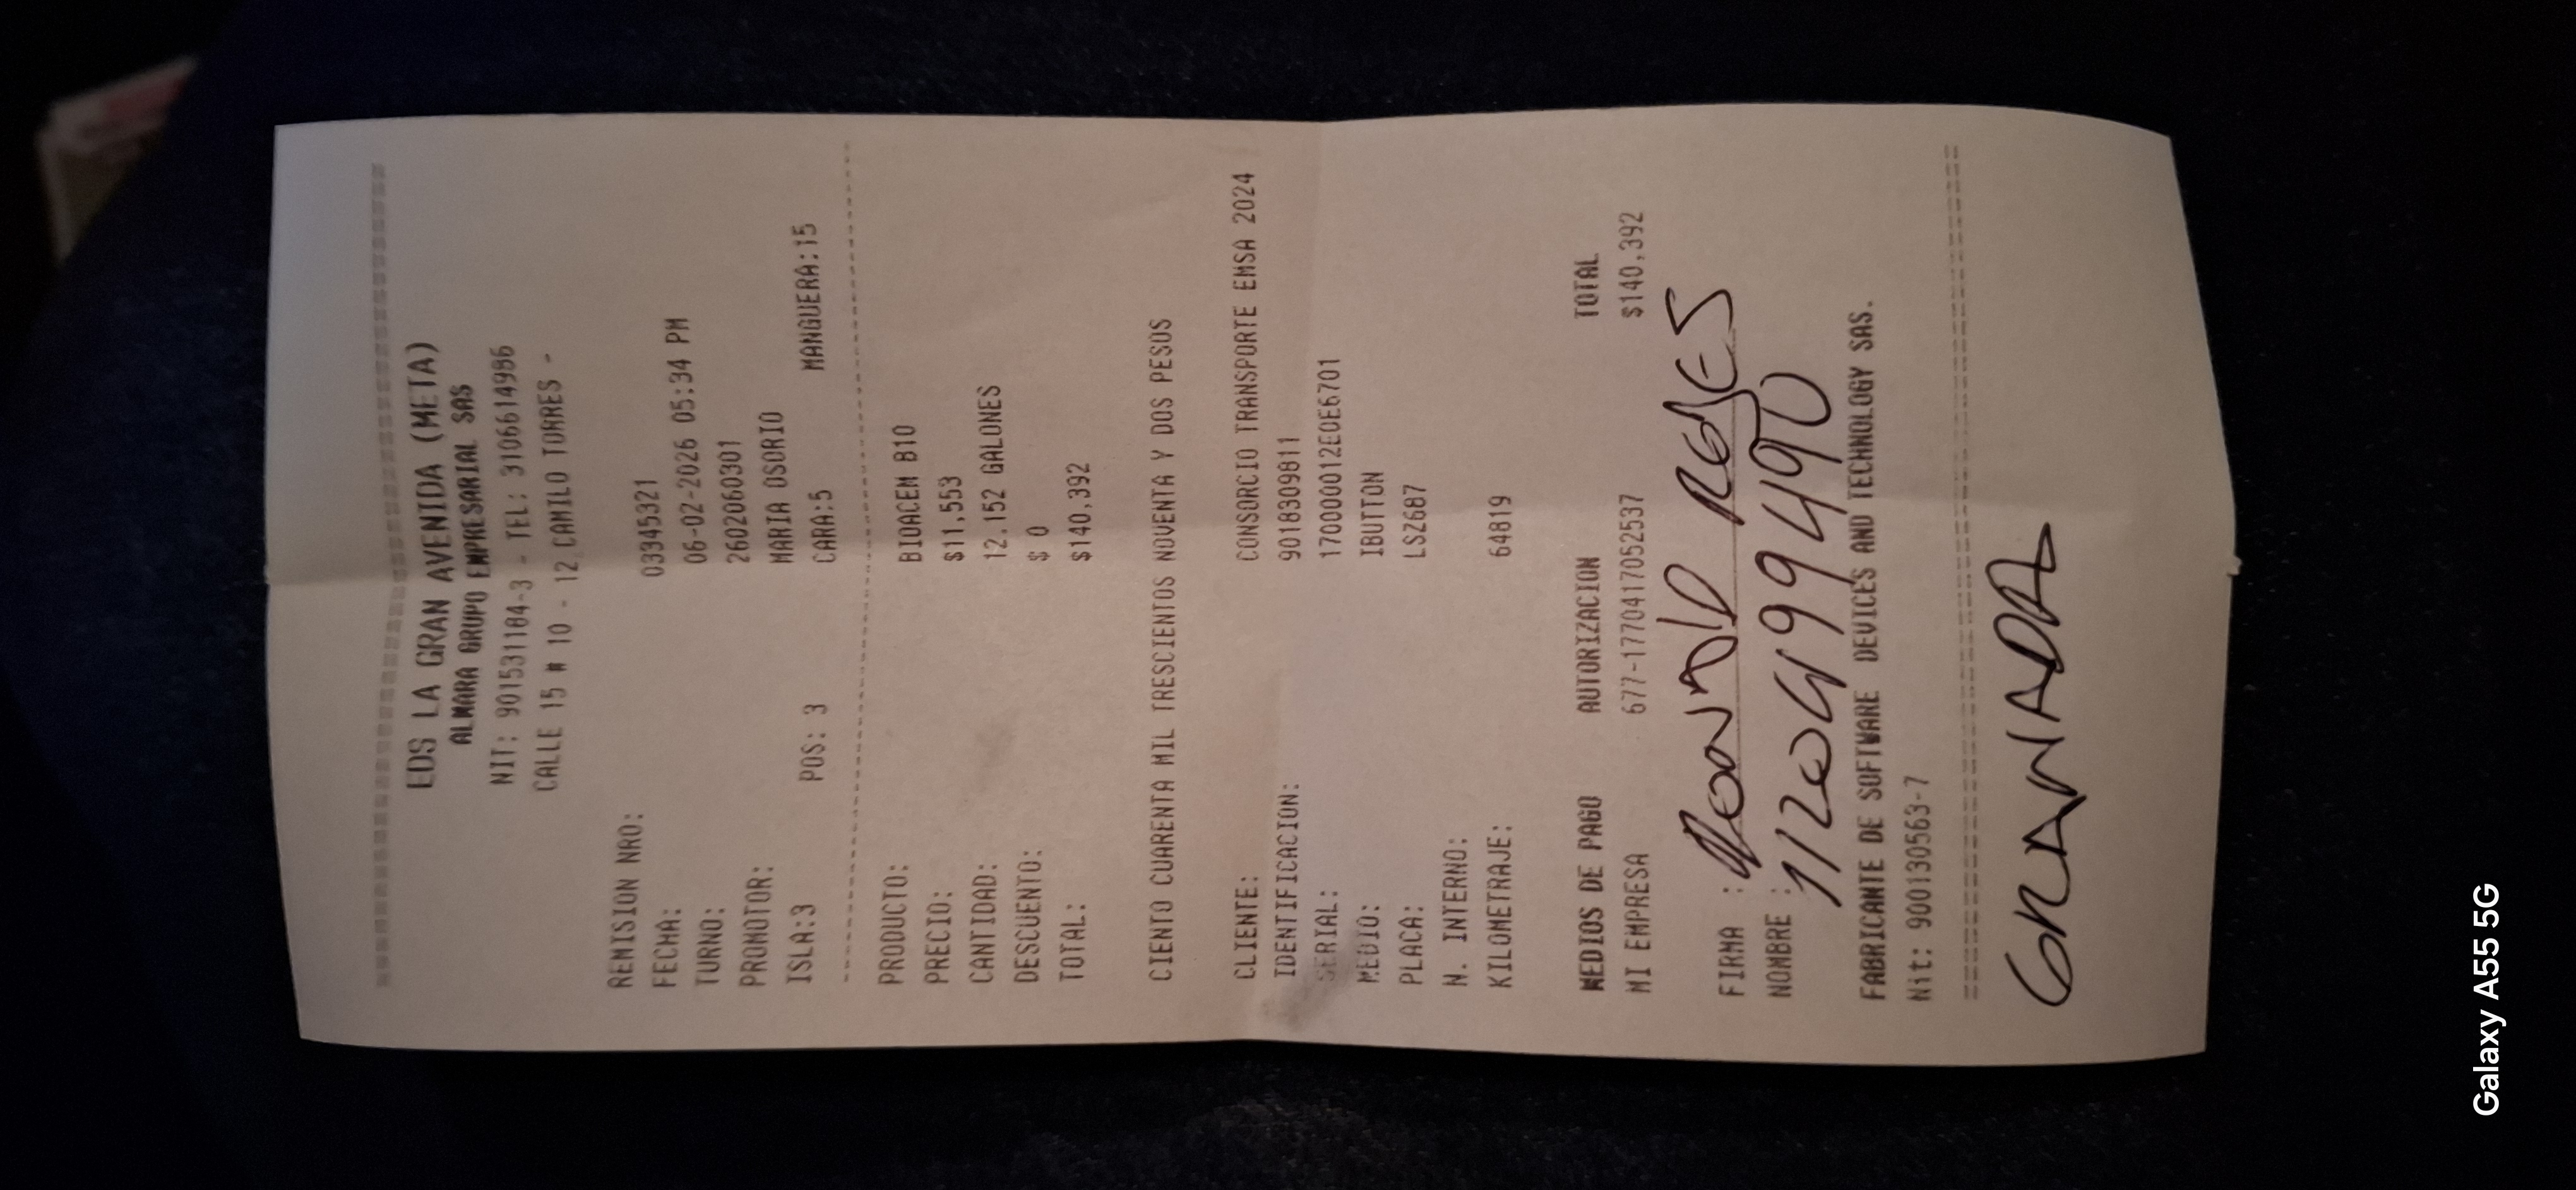 EDS LA GRAN AVENIDA (META)
ALMARA GRUPO EMPRESARIAL SAS
NIT: 901531184-3 - TEL: 3106614986
CALLE 15 # 10 - 12 CAMILO TORRES -
REMISION NRO: 03345321
FECHA: 06-02-2026 05:34 PM
TURNO: 2602060301
PROMOTOR: MARIA OSORIO
ISLA:3 POS: 3 CARA:5 MANGUERA:15
PRODUCTO: BIOACEM B10
PRECIO: $11,553
CANTIDAD: 12,152 GALONES
DESCUENTO: $ 0
TOTAL: $140,392
CIENTO CUARENTA MIL TRESCIENTOS NOVENTA Y DOS PESOS
CLIENTE: CONSORCIO TRANSPORTE EMSA 2024
IDENTIFICACION: 9018309811
SERIAL: 170000012E0E6701
MEDIO: IBUTTON
PLACA: LSZ687
N. INTERNO:
KILOMETRAJE: 64819
MEDIOS DE PAGO AUTORIZACION TOTAL
MI EMPRESA 677-1770417052537 $140,392
FIRMA :
NOMBRE :
FABRICANTE DE SOFTWARE DEVICES AND TECHNOLOGY SAS.
Nit: 9001305563-7
GRANADA
Galaxy A55 5G